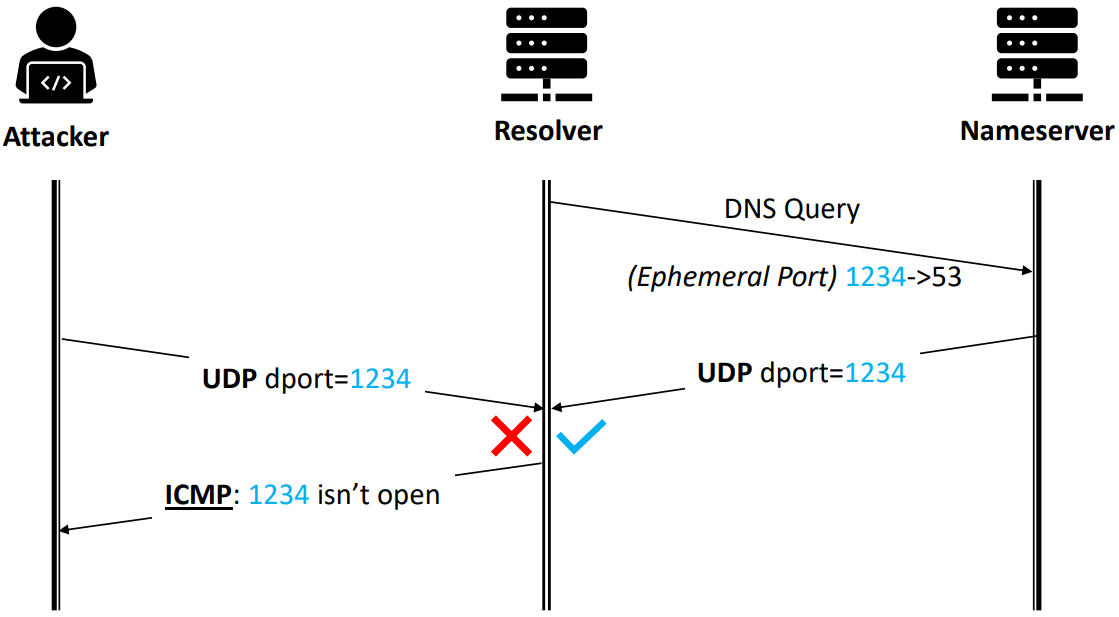 </>
Attacker
Resolver
Nameserver
DNS Query
(Ephemeral Port) 1234->53
UDP dport=1234
UDP dport=1234
ICMP: 1234 isn’t open